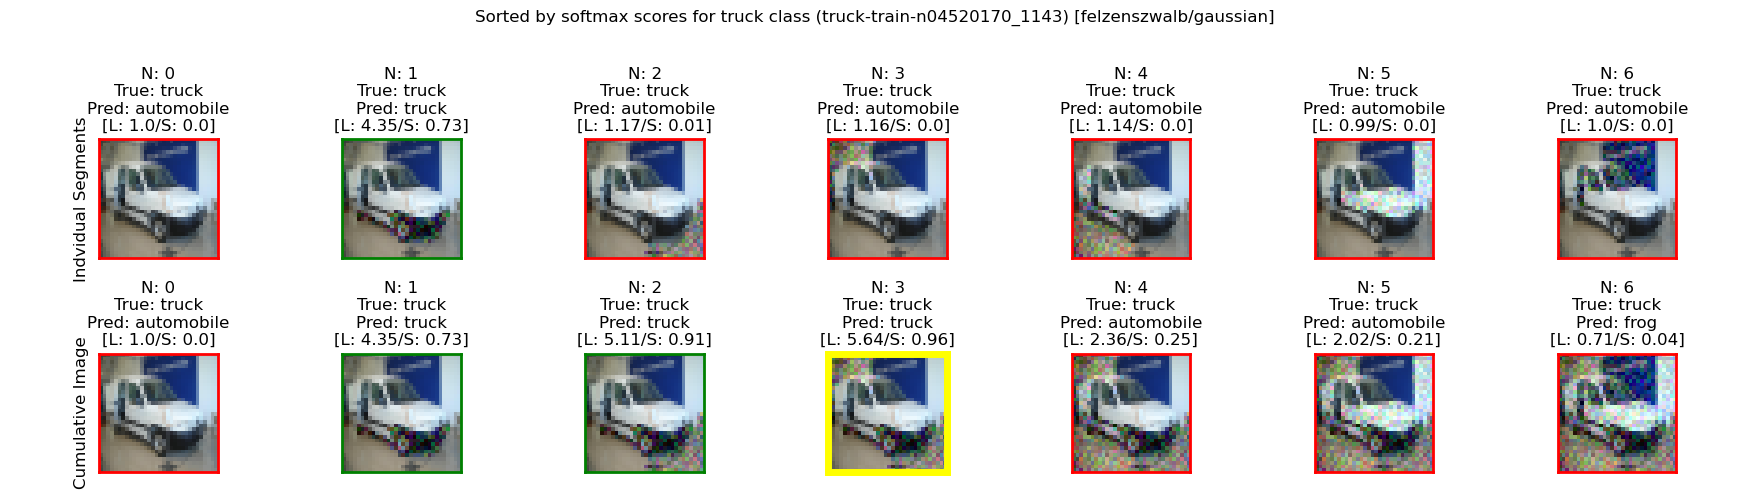 Sorted by softmax scores for truck class (truck-train-n04520170_1143) [felzenszwalb/gaussian]
Indvidual Segments
N: 0
True: truck
Pred: automobile
[L: 1.0/S: 0.0]
N: 1
True: truck
Pred: truck
[L: 4.35/S: 0.73]
N: 2
True: truck
Pred: automobile
[L: 1.17/S: 0.01]
N: 3
True: truck
Pred: automobile
[L: 1.16/S: 0.0]
N: 4
True: truck
Pred: automobile
[L: 1.14/S: 0.0]
N: 5
True: truck
Pred: automobile
[L: 0.99/S: 0.0]
N: 6
True: truck
Pred: automobile
[L: 1.0/S: 0.0]
Cumulative Image
N: 0
True: truck
Pred: automobile
[L: 1.0/S: 0.0]
N: 1
True: truck
Pred: truck
[L: 4.35/S: 0.73]
N: 2
True: truck
Pred: truck
[L: 5.11/S: 0.91]
N: 3
True: truck
Pred: truck
[L: 5.64/S: 0.96]
N: 4
True: truck
Pred: automobile
[L: 2.36/S: 0.25]
N: 5
True: truck
Pred: automobile
[L: 2.02/S: 0.21]
N: 6
True: truck
Pred: frog
[L: 0.71/S: 0.04]